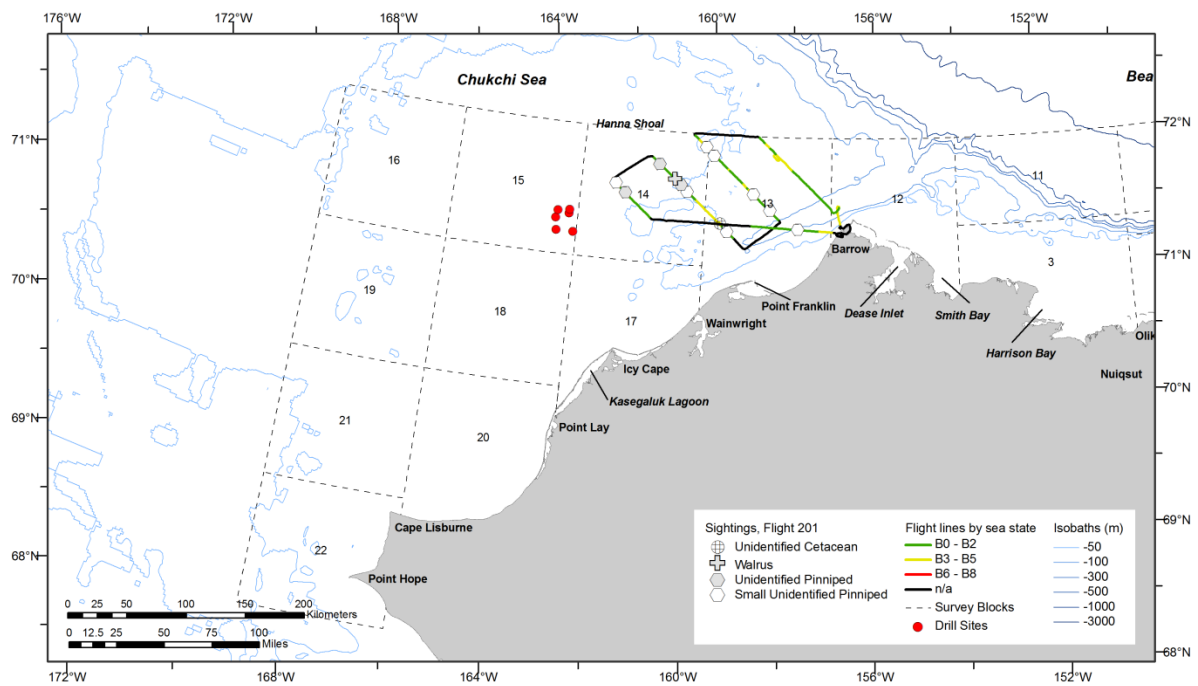 176°W 172°W 168°W 164°W 160°W 156°W 152°W
Chukchi Sea
Bea
72°N
71°N
Hanna Shoal
16
15
14
13
12
11
3
Barrow
71°N
70°N
19
18
17
Point Franklin
Dease Inlet
Smith Bay
Wainwright
Harrison Bay
Olik
Icy Cape
Nuiqsut
Kasegaluk Lagoon
70°N
69°N
21
20
Point Lay
Cape Lisburne
69°N
68°N
22
Point Hope
0 25 50 100 150 200
Kilometers
0 12.5 25 50 75 100
Miles
Sightings, Flight 201
Unidentified Cetacean
Walrus
Unidentified Pinniped
Small Unidentified Pinniped
Flight lines by sea state
B0 - B2
B3 - B5
B6 - B8
n/a
Survey Blocks
Drill Sites
Isobaths (m)
-50
-100
-300
-500
-1000
-3000
68°N
172°W 168°W 164°W 160°W 156°W 152°W